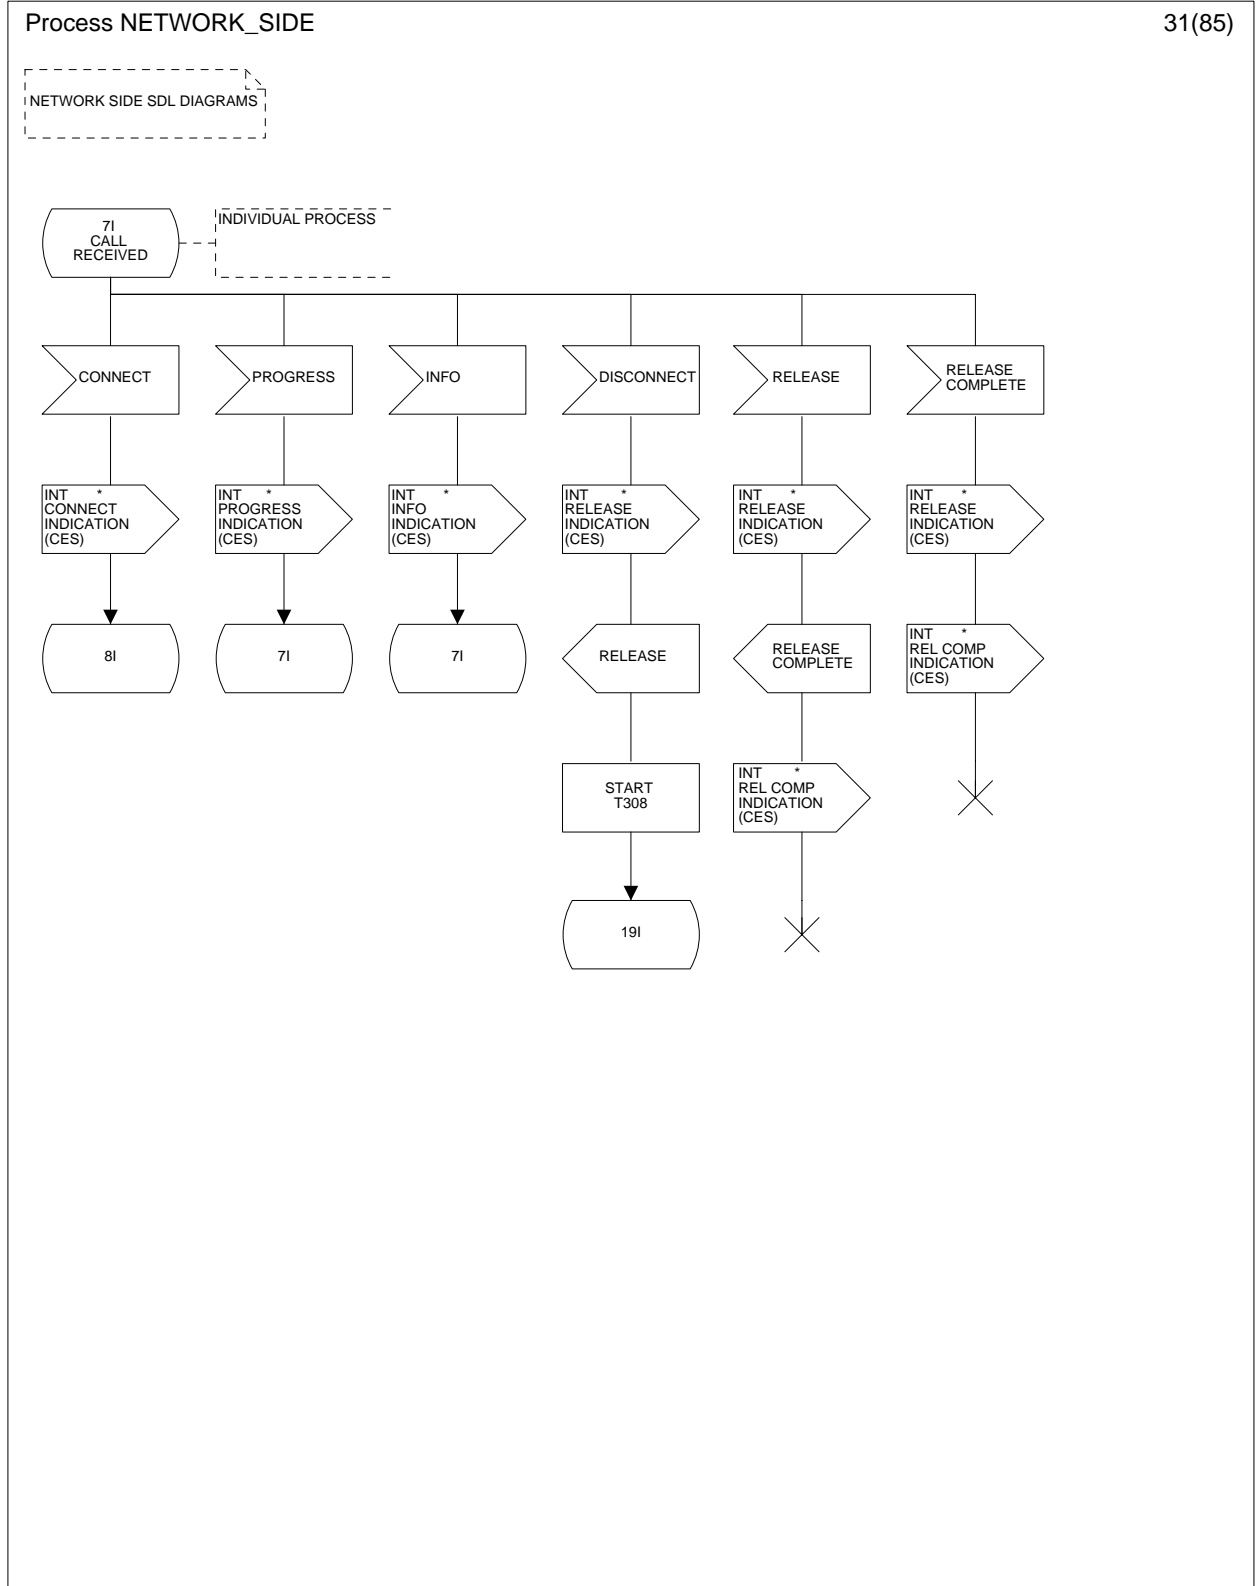 Process NETWORK_SIDE
31(85)
NETWORK SIDE SDL DIAGRAMS
7I
CALL
RECEIVED
INDIVIDUAL PROCESS
CONNECT
PROGRESS
INFO
DISCONNECT
RELEASE
RELEASE
COMPLETE
INT *
CONNECT
INDICATION
(CES)
INT *
PROGRESS
INDICATION
(CES)
INT *
INFO
INDICATION
(CES)
INT *
RELEASE
INDICATION
(CES)
INT *
RELEASE
INDICATION
(CES)
INT *
RELEASE
INDICATION
(CES)
8I
7I
7I
RELEASE
RELEASE
COMPLETE
INT *
REL COMP
INDICATION
(CES)
START
T308
INT *
REL COMP
INDICATION
(CES)
19I